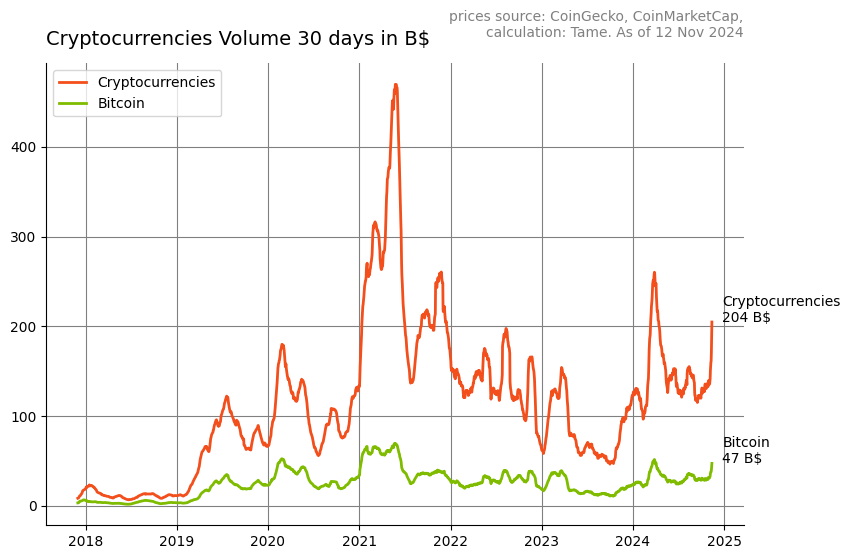 prices source: CoinGecko, CoinMarketCap,
calculation: Tame. As of 12 Nov 2024
Cryptocurrencies Volume 30 days in B$
Cryptocurrencies
Bitcoin
400
300
200
100
0
Cryptocurrencies
204 B$
Bitcoin
47 B$
2018 2019 2020 2021 2022 2023 2024 2025